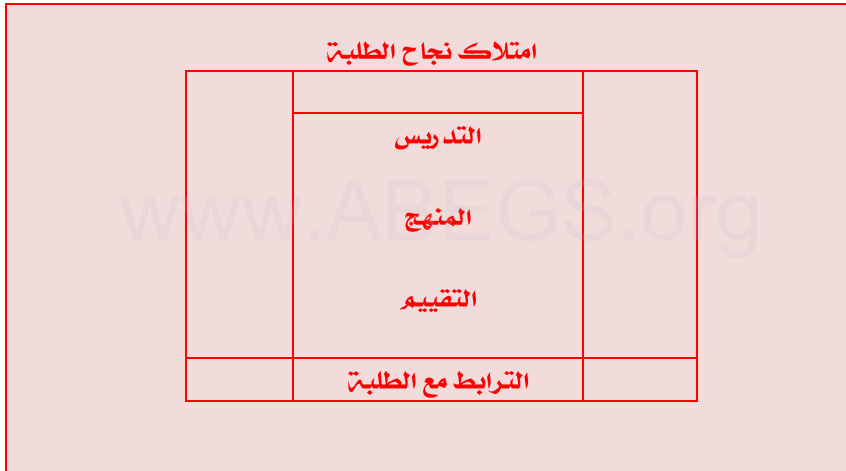 امتلاك نجاح الطلبة
التدريس
www.ABEGS.org
المنهج
التقييم
الترابط مع الطلبة